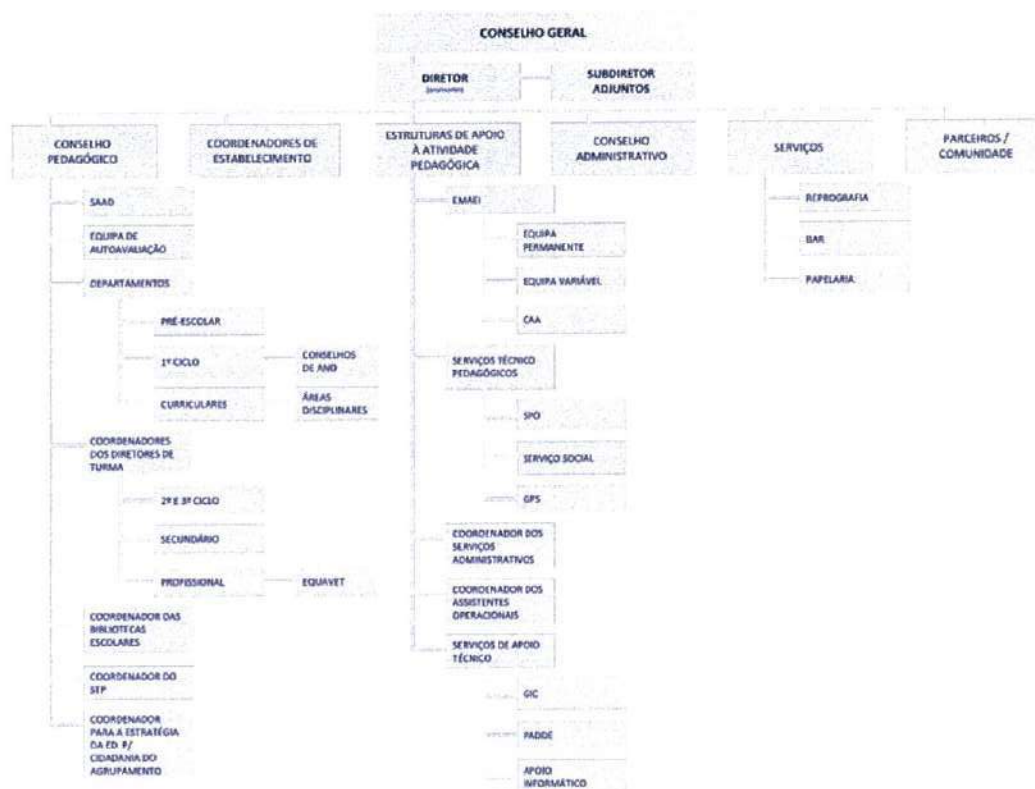 CONSELHO GERAL
DIRETOR
SUBDIRETOR
ADJUNTOS
CONSELHO
PEDAGÓGICO
COORDENADORES DE
ESTABELECIMENTO
ESTRUTURAS DE APOIO
À ATIVIDADE
PEDAGÓGICA
CONSELHO
ADMINISTRATIVO
SERVIÇOS
PARCEIROS /
COMUNIDADE
SAAD
EQUIPA DE
AUTOAVALIAÇÃO
DEPARTAMENTOS
PRÉ-ESCOLAR
1º CICLO
CONSELHOS
DE ANO
CURRICULARES
ÁREAS
DISCIPLINARES
COORDENADORES
DOS DIRETORES DE
TURMA
2º E 3º CICLO
SECUNDÁRIO
PROFISSIONAL
EQUAVET
COORDENADOR DAS
BIBLIOTECAS
ESCOLARES
COORDENADOR DO
STP
COORDENADOR
PARA A ESTRATÉGIA
DA ED. P/
CIDADANIA DO
AGRUPAMENTO
EMAEI
EQUIPA
PERMANENTE
EQUIPA VARIÁVEL
CAA
SERVIÇOS TÉCNICO
PEDAGÓGICOS
SPO
SERVIÇO SOCIAL
GPS
COORDENADOR DOS
SERVIÇOS
ADMINISTRATIVOS
COORDENADOR DOS
ASSISTENTES
OPERACIONAIS
SERVIÇOS DE APOIO
TÉCNICO
GIC
PADDE
APOIO
INFORMÁTICO
REPROGRAFIA
BAR
PAPELARIA